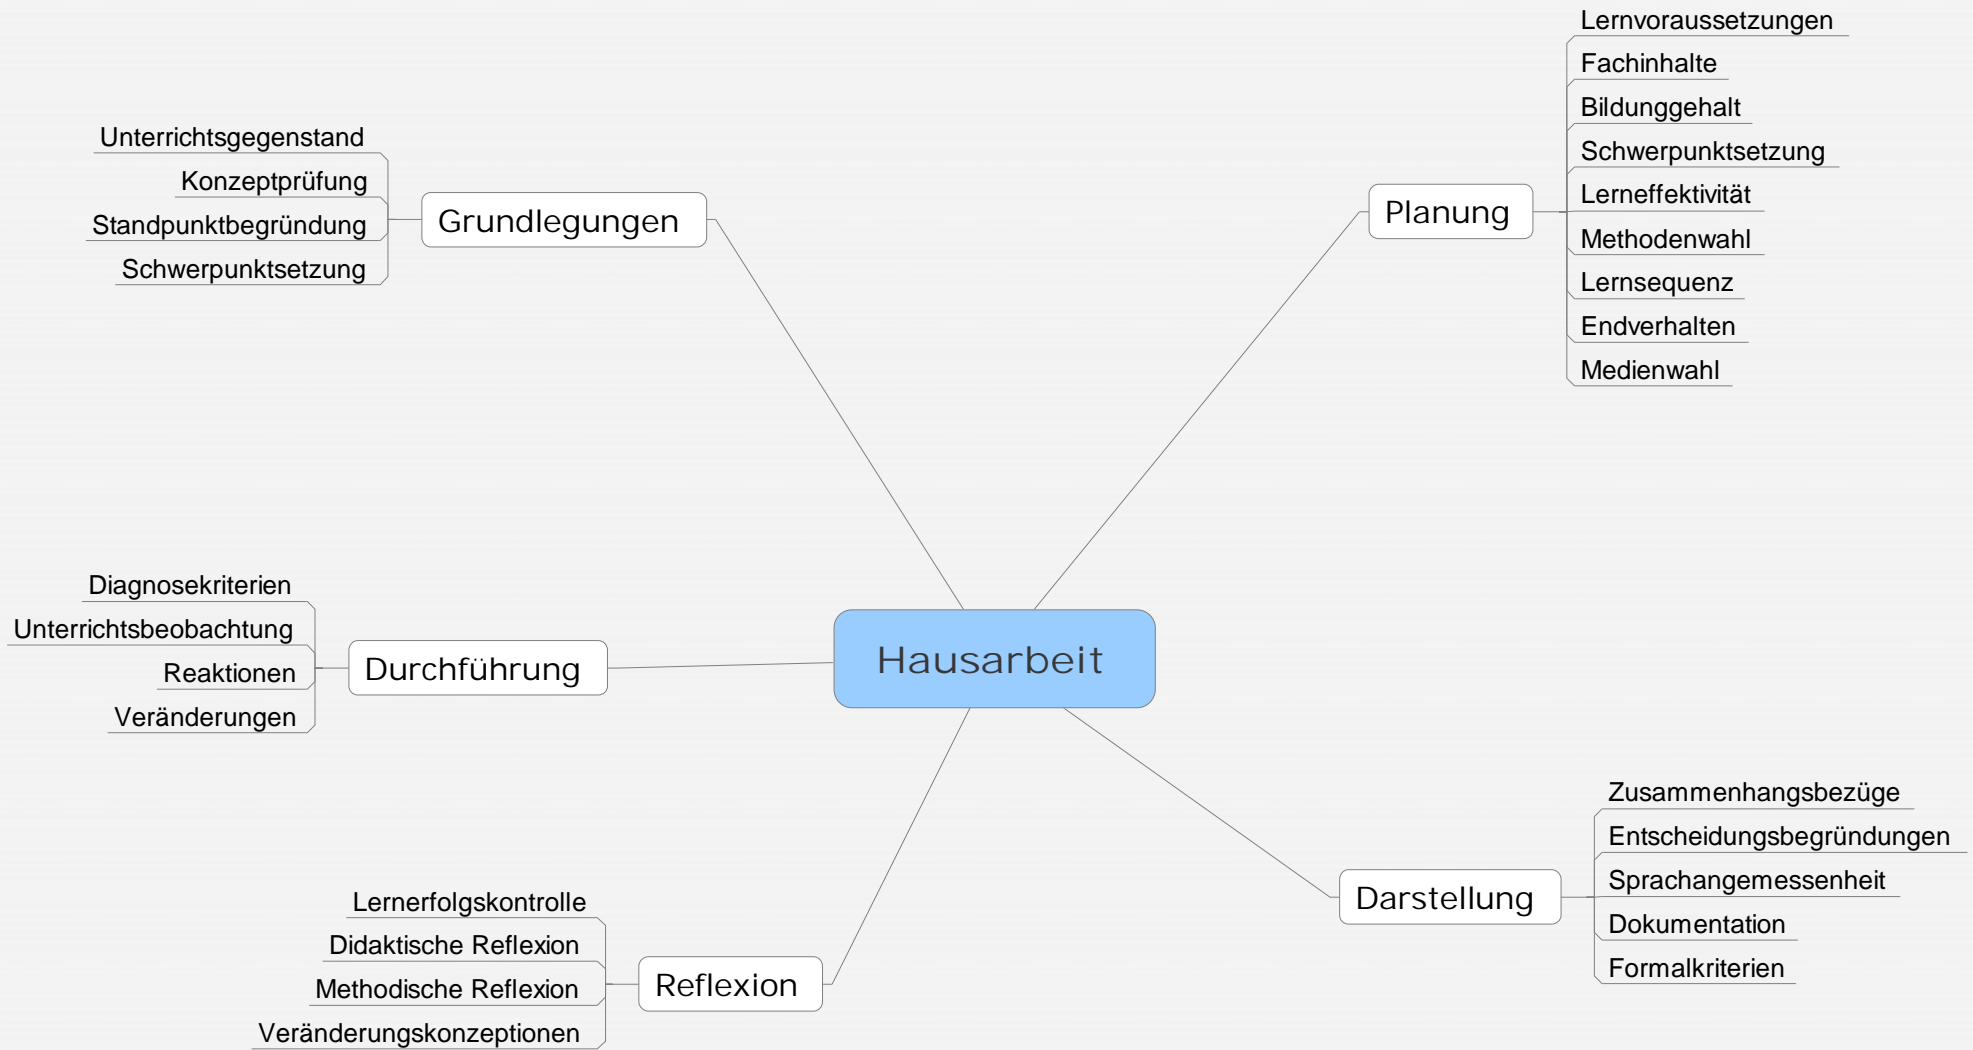 Lernvoraussetzungen
Fachinhalte
Bildunggehalt
Schwerpunktsetzung
Lerneffektivität
Methodenwahl
Lernsequenz
Endverhalten
Medienwahl
Planung
Unterrichtsgegenstand
Konzeptprüfung
Standpunktbegründung
Schwerpunktsetzung
Grundlegungen
Diagnosekriterien
Unterrichtsbeobachtung
Reaktionen
Veränderungen
Durchführung
Hausarbeit
Zusammenhangsbezüge
Entscheidungsbegründungen
Sprachangemessenheit
Dokumentation
Formalkriterien
Darstellung
Lernerfolgskontrolle
Didaktische Reflexion
Methodische Reflexion
Veränderungskonzeptionen
Reflexion